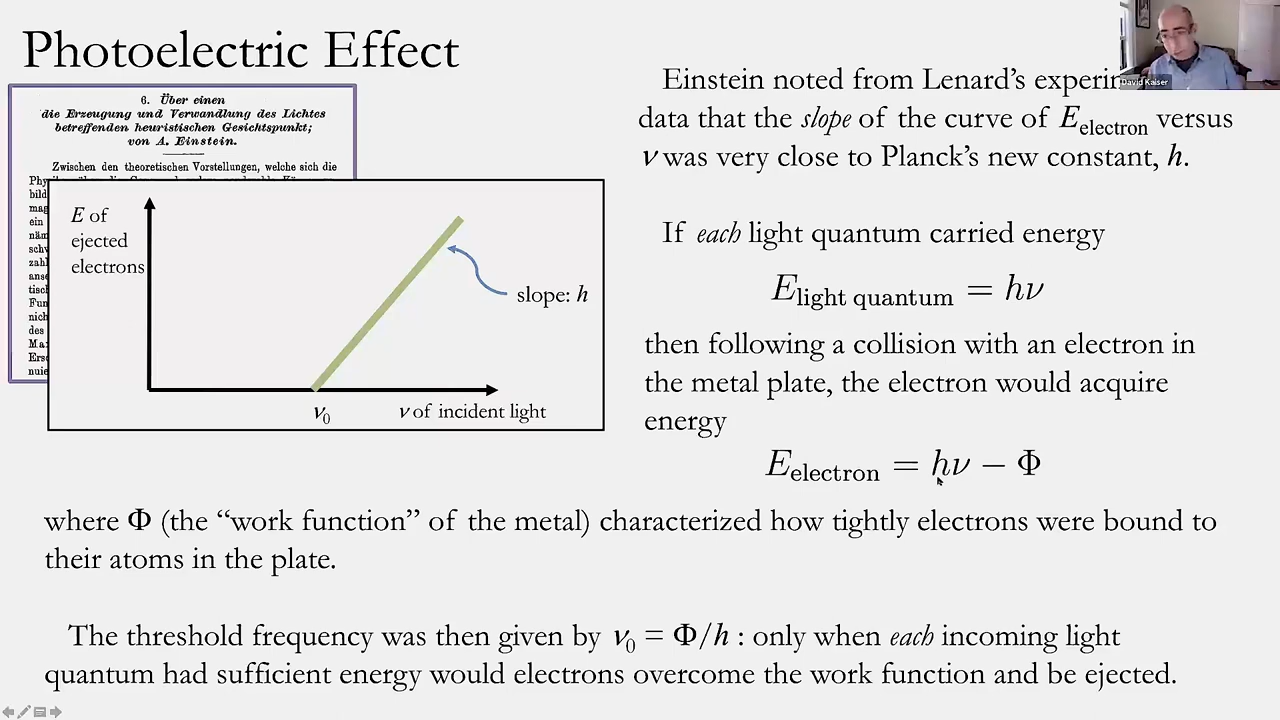 Photoelectric Effect
6. Über einen
die Erzeugung und Verwandlung des Lichtes
betreffenden heuristischen Gesichtspunkt;
von A. Einstein.
Zwischen den theoretischen Vorstellungen, welche sich die
E of
ejected
electrons
slope: h
ν₀
ν of incident light
David Kaiser
Einstein noted from Lenard’s
data that the slope of the curve of E_electron versus
ν was very close to Planck’s new constant, h.
If each light quantum carried energy
E_light quantum = hν
then following a collision with an electron in
the metal plate, the electron would acquire
energy
E_electron = hν − Φ
where Φ (the “work function” of the metal) characterized how tightly electrons were bound to
their atoms in the plate.
The threshold frequency was then given by ν₀ = Φ/h : only when each incoming light
quantum had sufficient energy would electrons overcome the work function and be ejected.